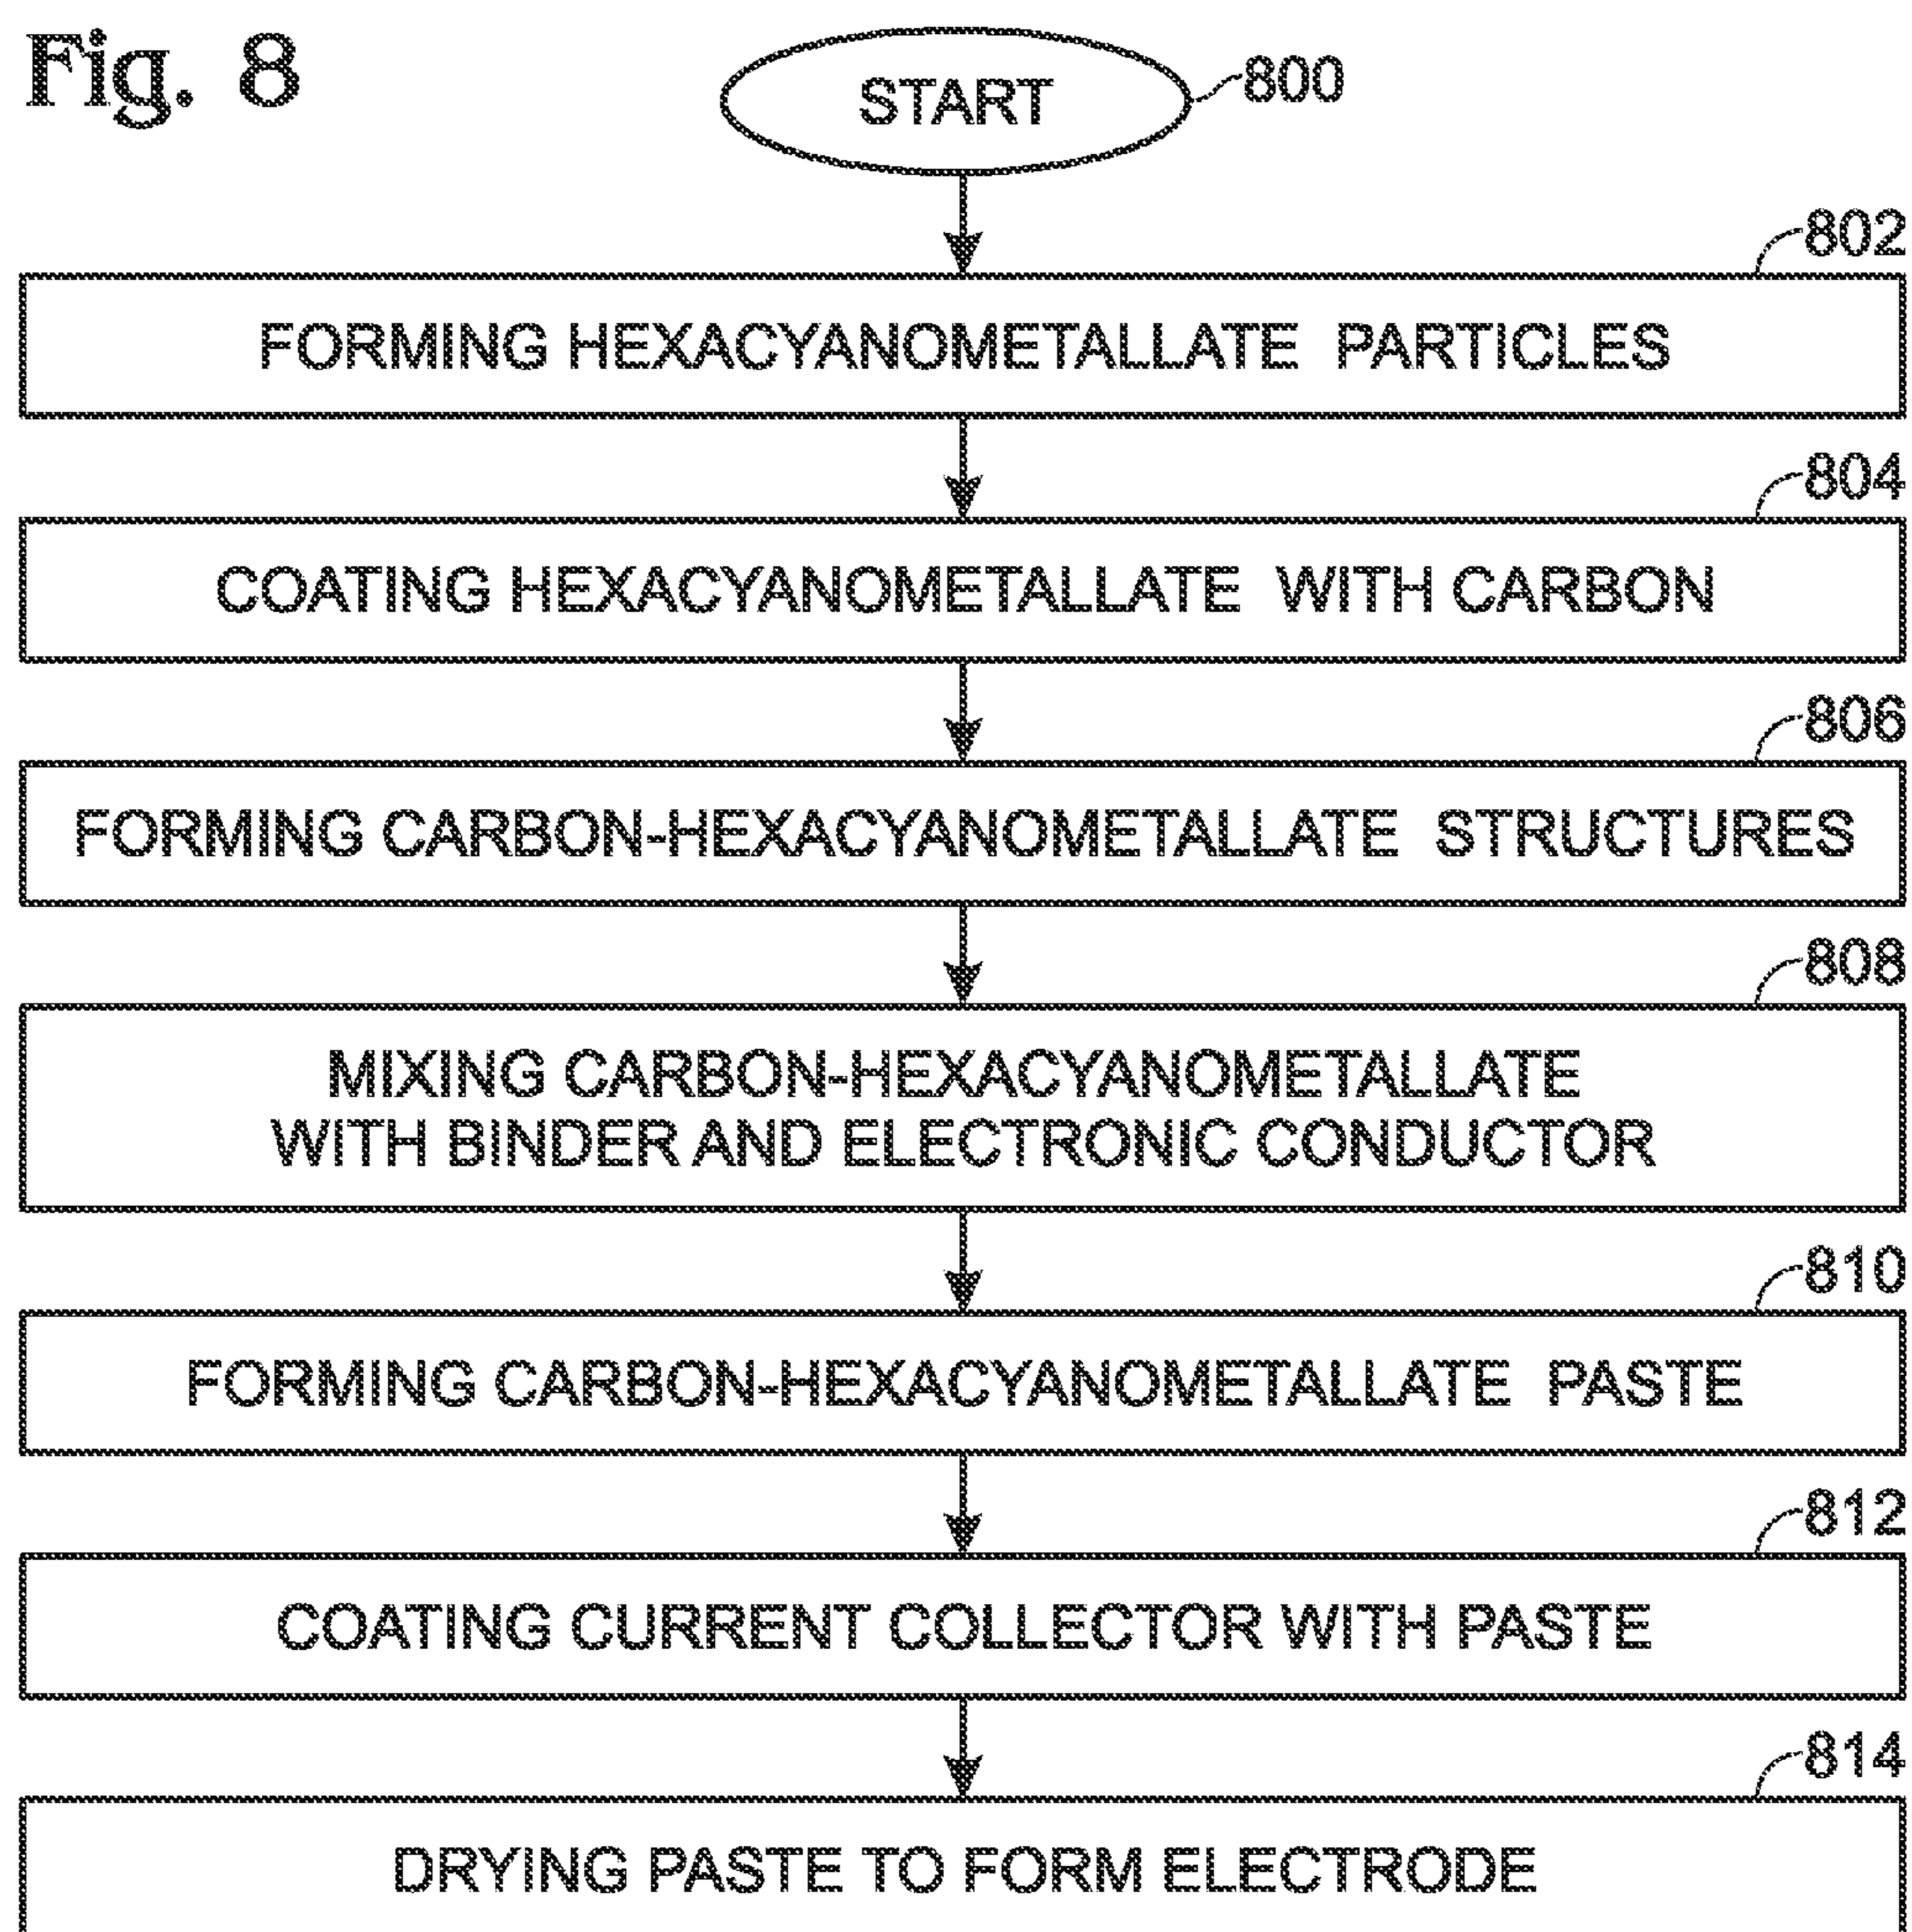 Fig. 8
START
800
802
FORMING HEXACYANOMETALLATE PARTICLES
804
COATING HEXACYANOMETALLATE WITH CARBON
806
FORMING CARBON-HEXACYANOMETALLATE STRUCTURES
808
MIXING CARBON-HEXACYANOMETALLATE
WITH BINDER AND ELECTRONIC CONDUCTOR
810
FORMING CARBON-HEXACYANOMETALLATE PASTE
812
COATING CURRENT COLLECTOR WITH PASTE
814
DRYING PASTE TO FORM ELECTRODE